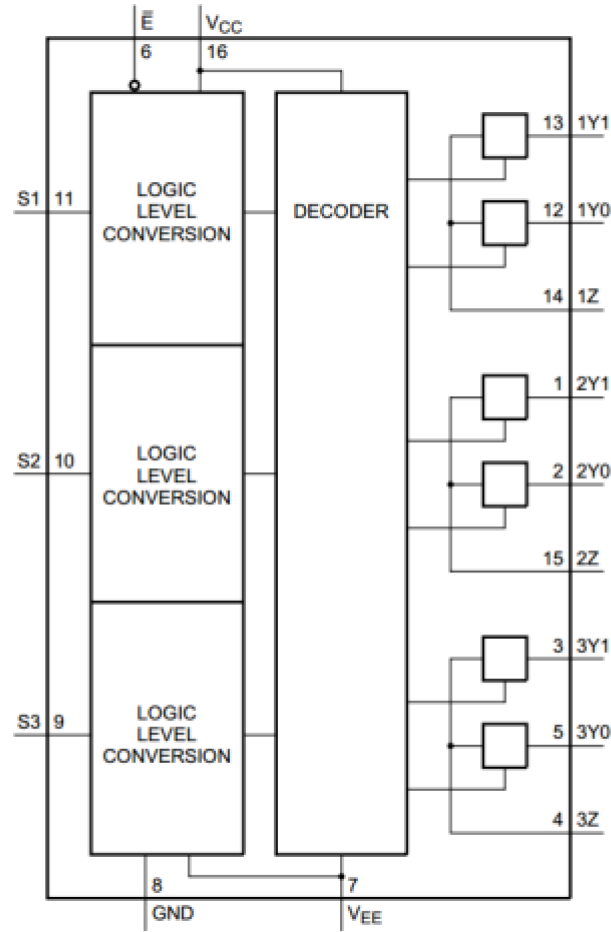 E̅ VCC
6 16
13 1Y1
S1 11 LOGIC LEVEL CONVERSION DECODER 12 1Y0
14 1Z
1 2Y1
S2 10 LOGIC LEVEL CONVERSION 2 2Y0
15 2Z
3 3Y1
S3 9 LOGIC LEVEL CONVERSION 5 3Y0
4 3Z
8 7
GND VEE